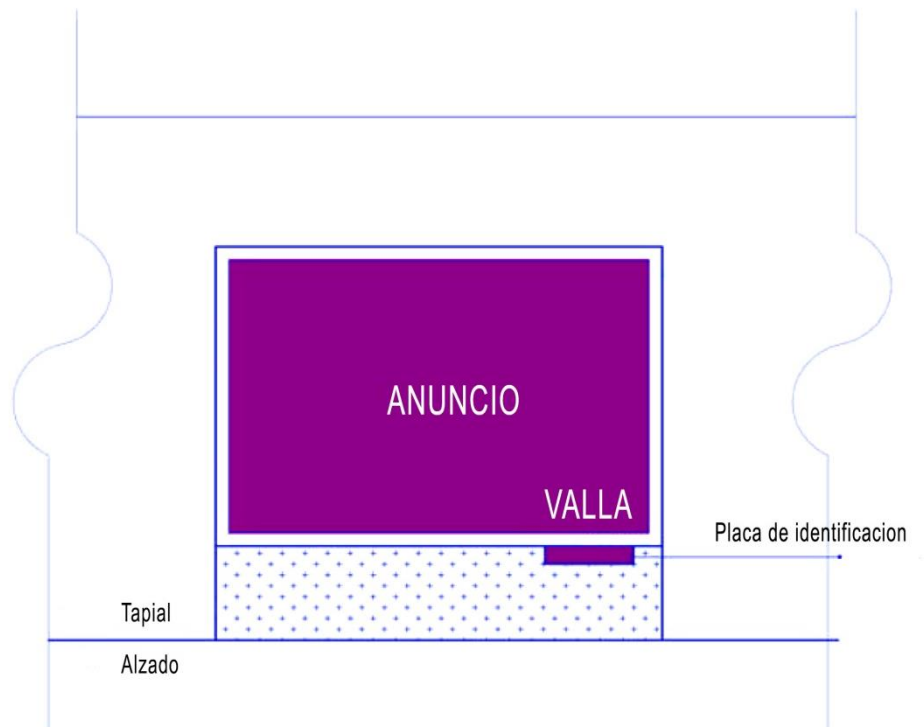 ANUNCIO
VALLA
Placa de identificacion
Tapial
Alzado